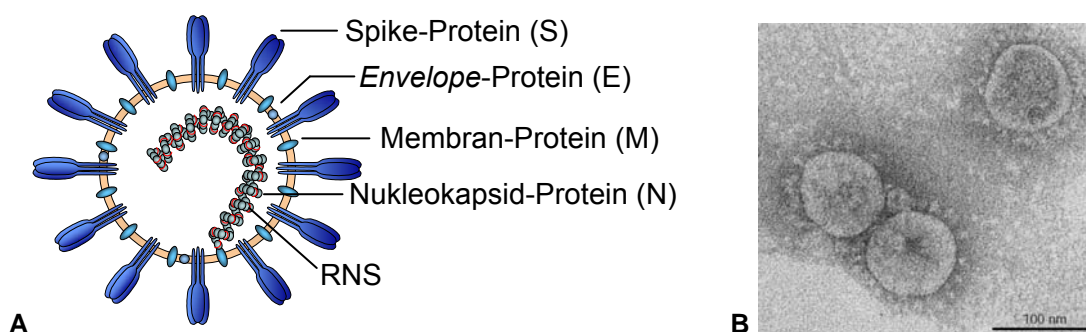 Spike-Protein (S)
Envelope-Protein (E)
Membran-Protein (M)
Nukleokapsid-Protein (N)
RNS
A
B
100 nm